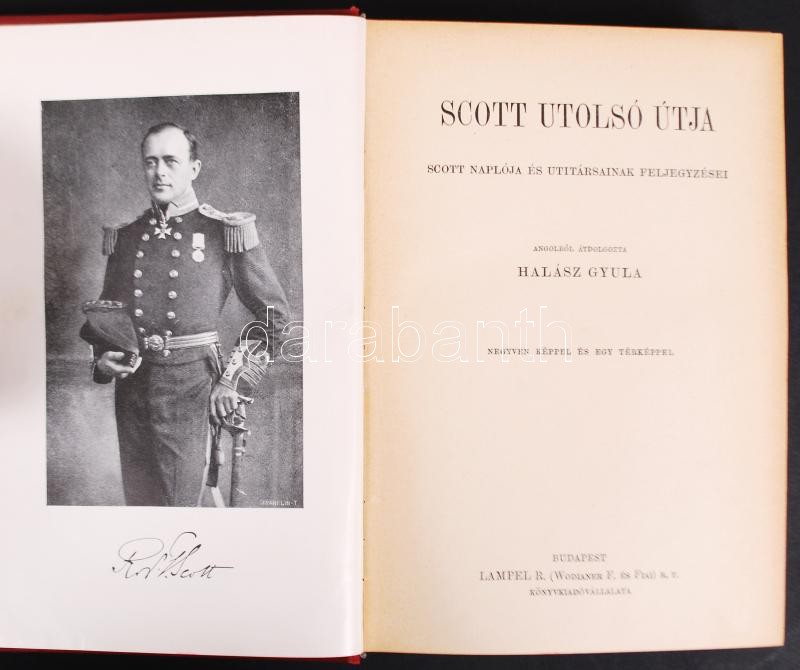 FRANKLIN-T.
R. F. Scott
SCOTT UTOLSÓ ÚTJA
SCOTT NAPLÓJA ÉS UTITÁRSAINAK FELJEGYZÉSEI
ANGOLBÓL ÁTDOLGOZTA
HALÁSZ GYULA
darabanth
NEGYVEN KÉPPEL ÉS EGY TÉRKÉPPEL
BUDAPEST
LAMPEL R. (WODIANER F. ÉS FIAI) R. T.
KÖNYVKIADÓVÁLLALATA